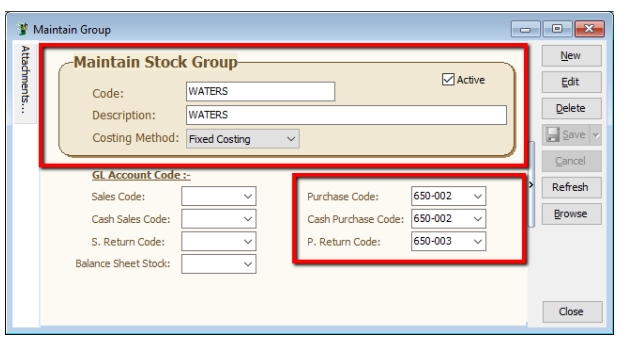 Maintain Group
Attachments...
Maintain Stock Group
Active
Code: WATERS
Description: WATERS
Costing Method: Fixed Costing
GL Account Code :-
Sales Code:
Purchase Code: 650-002
Cash Sales Code:
Cash Purchase Code: 650-002
S. Return Code:
P. Return Code: 650-003
Balance Sheet Stock:
New
Edit
Delete
Save
Cancel
Refresh
Browse
Close